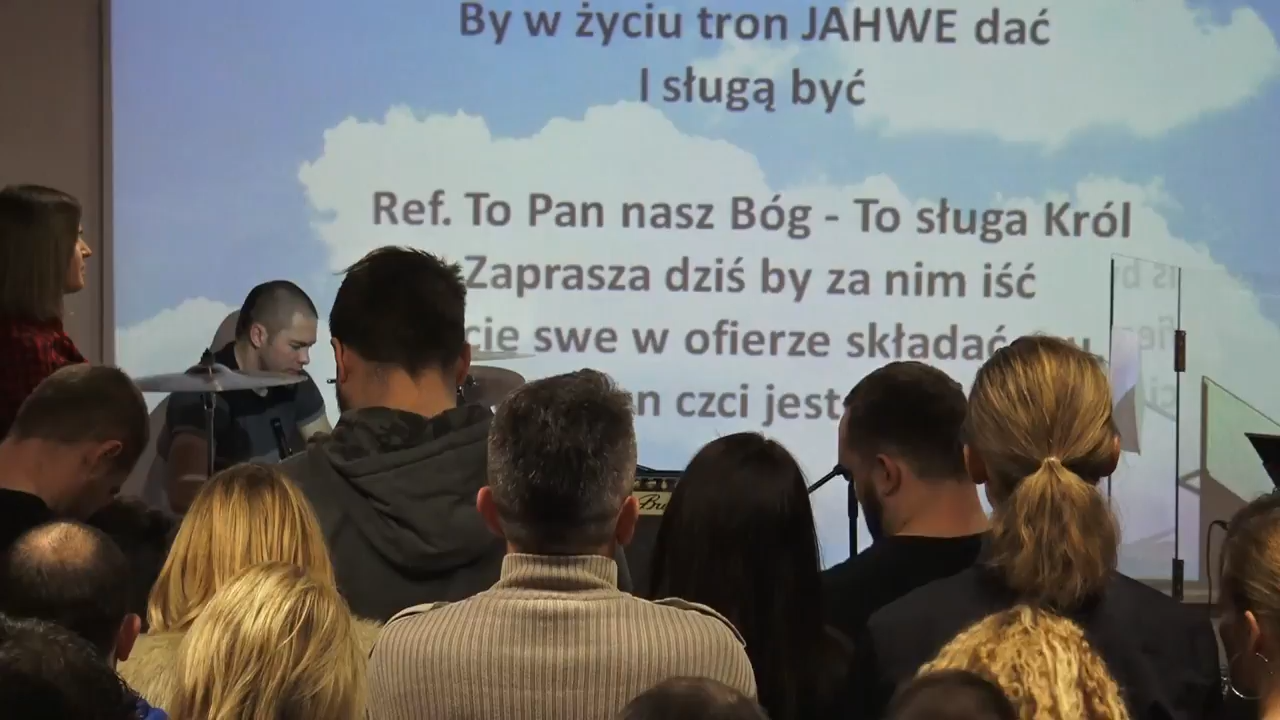 By w życiu tron JAHWE dać
I sługą być
Ref. To Pan nasz Bóg - To sługa Król
Zaprasza dziś by za nim iść
swe w ofierze składać
czci jest